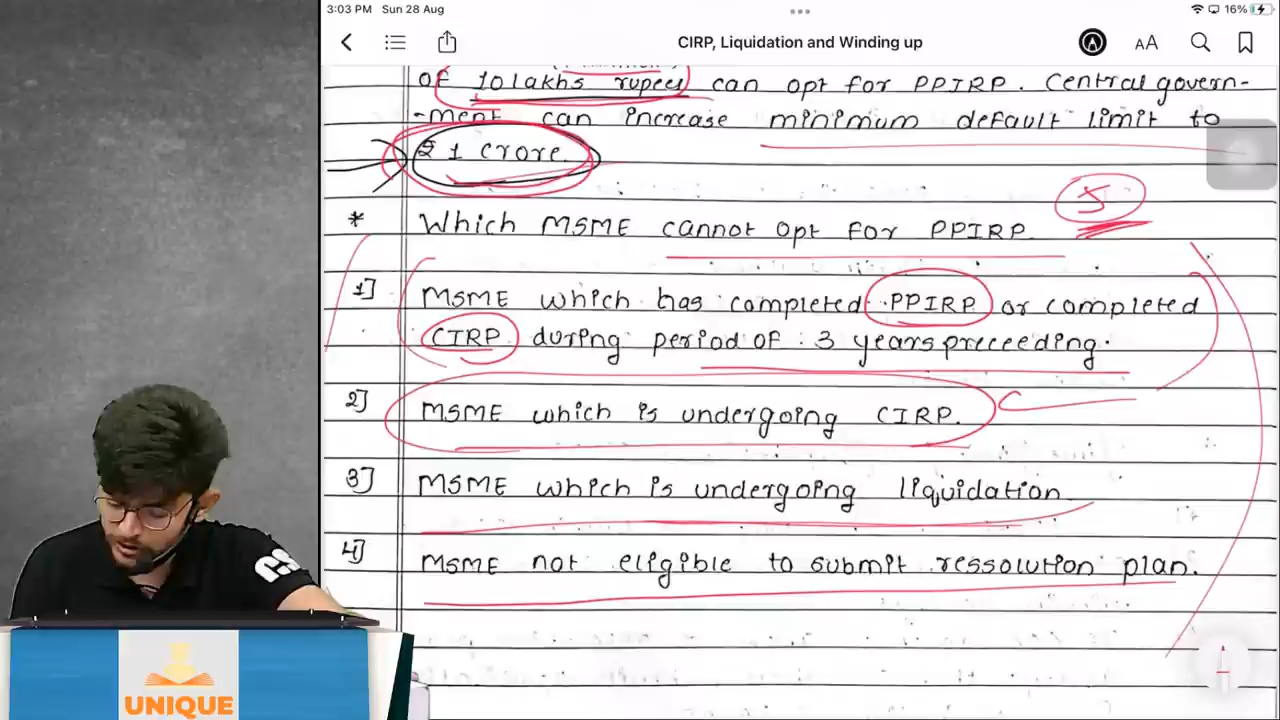 3:03 PM Sun 28 Aug
16%
CIRP, Liquidation and Winding up
AA
of 10 lakhs rupees can opt for PPIRP. Central govern-
-ment can increase minimum default limit to
₹ 1 crore.
5
* Which MSME cannot opt for PPIRP
1] MSME which has completed PPIRP or completed
CIRP during period of 3 years preceeding.
2] MSME which is undergoing CIRP.
3] MSME which is undergoing liquidation
4] MSME not eligible to submit ressolution plan.
CS
UNIQUE